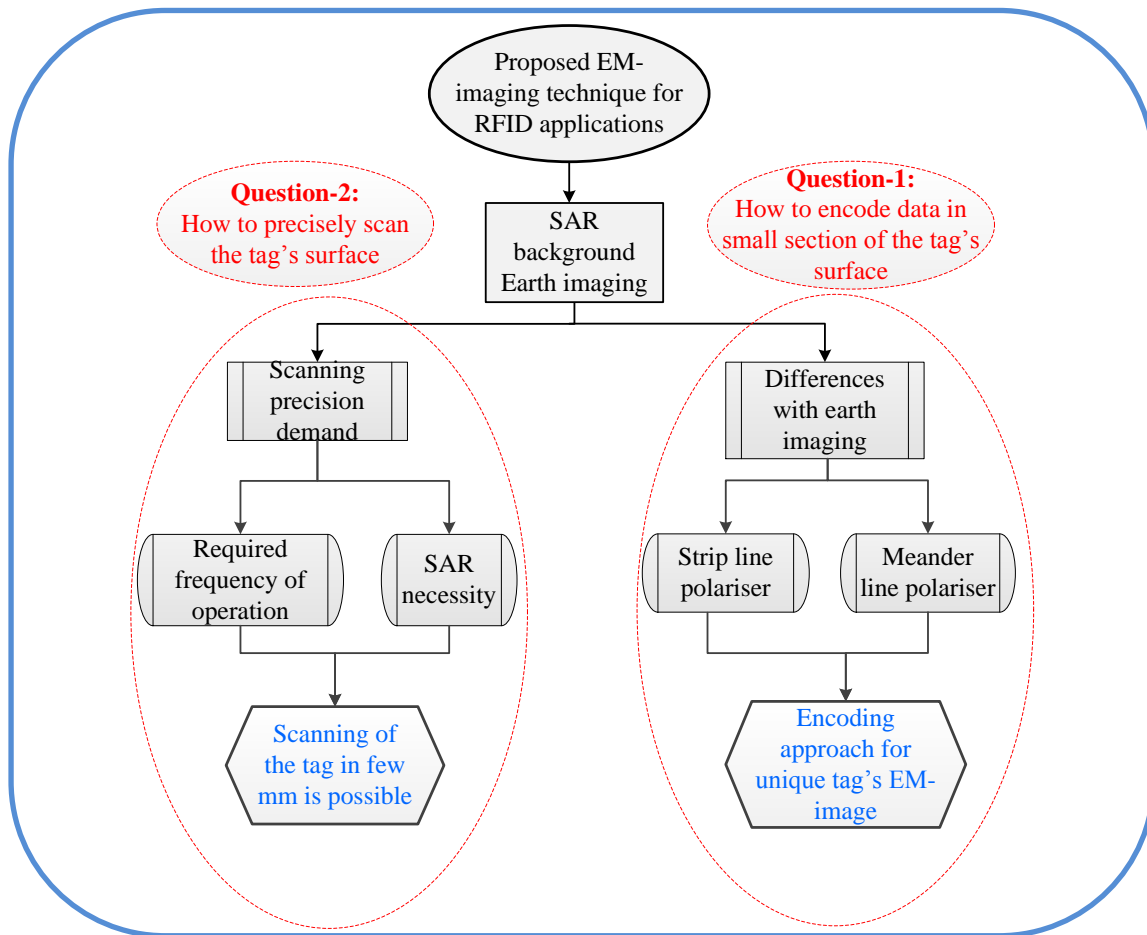 Proposed EM-
imaging technique for
RFID applications
Question-2:
How to precisely scan
the tag’s surface
Question-1:
How to encode data in
small section of the tag’s
surface
SAR
background
Earth imaging
Scanning
precision
demand
Differences
with earth
imaging
Required
frequency of
operation
SAR
necessity
Strip line
polariser
Meander
line polariser
Scanning of
the tag in few
mm is possible
Encoding
approach for
unique tag’s EM-
image